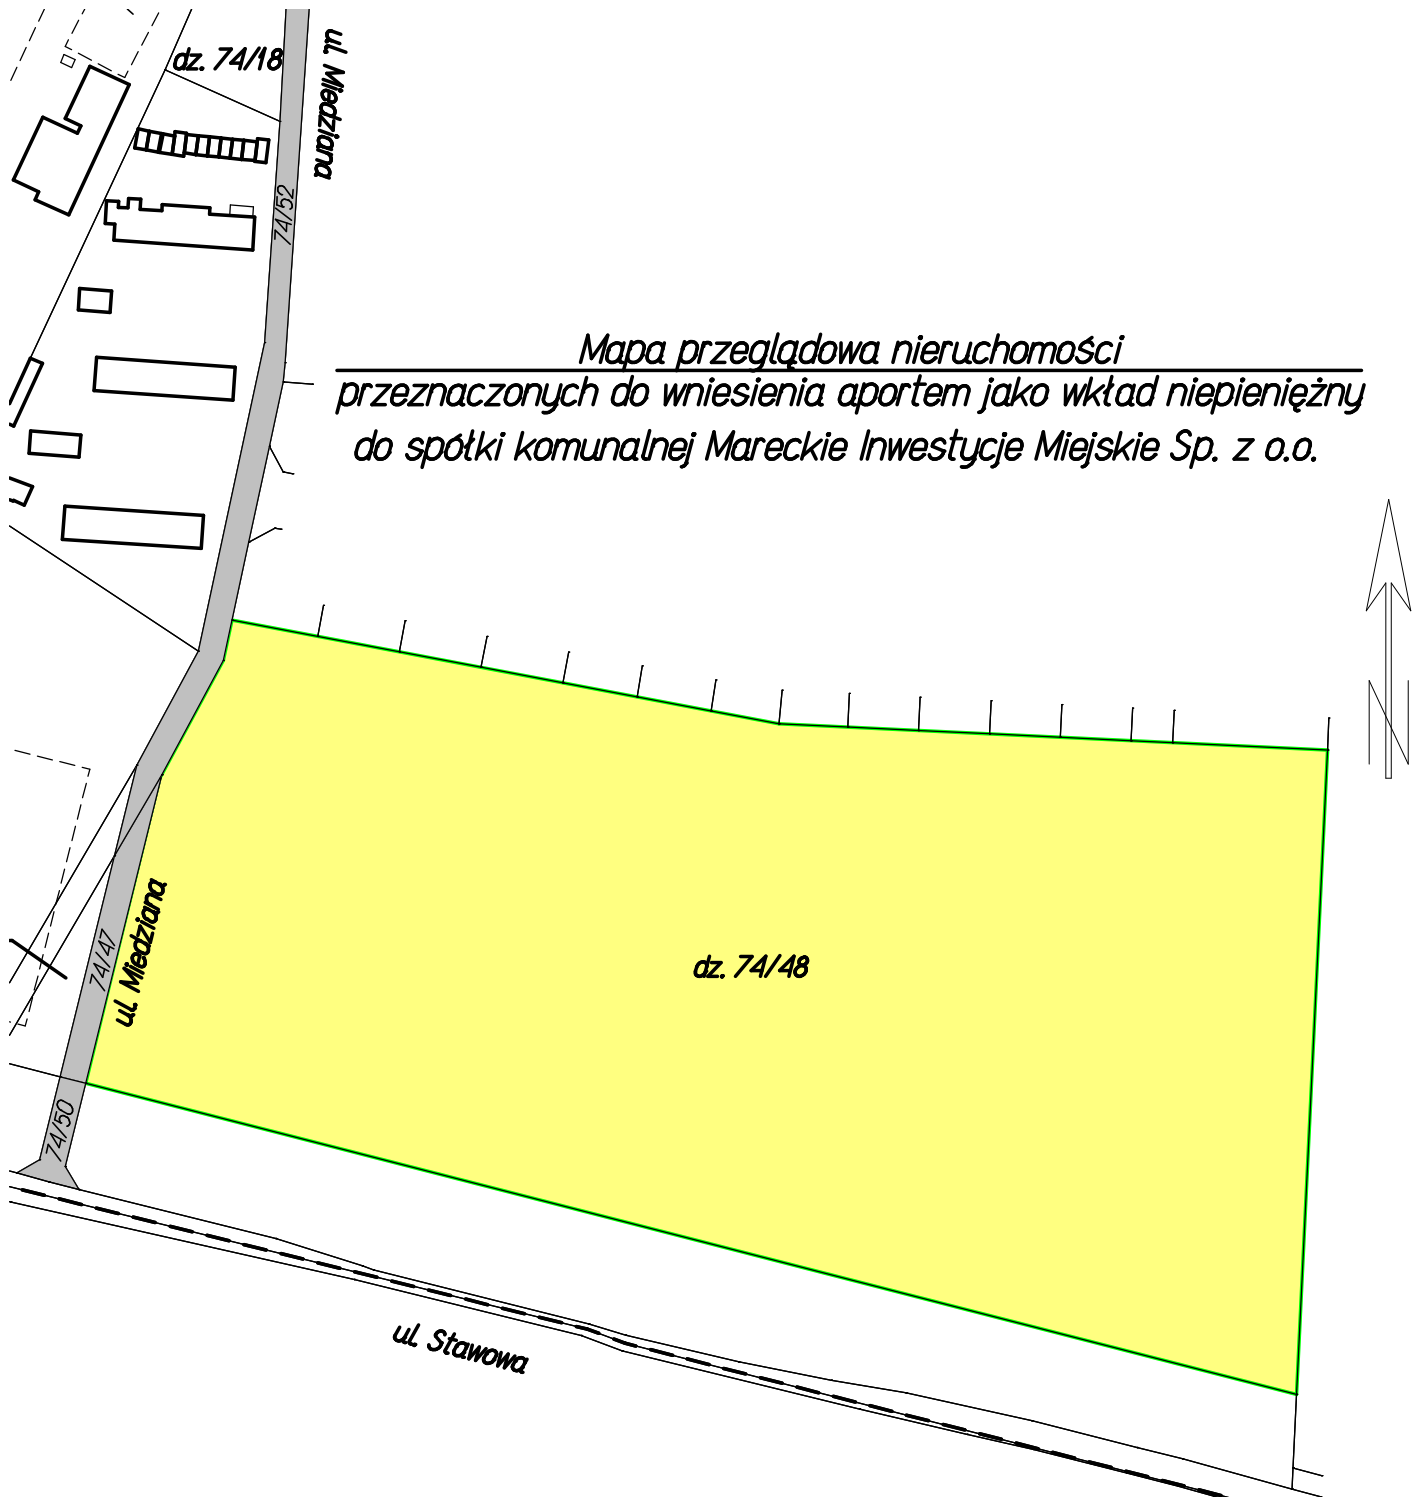 dz. 74/18
ul. Miedziana
74/52
Mapa przeglądowa nieruchomości
przeznaczonych do wniesienia aportem jako wkład niepieniężny
do spółki komunalnej Mareckie Inwestycje Miejskie Sp. z o.o.
N
74/47
ul. Miedziana
dz. 74/48
74/50
ul. Stawowa